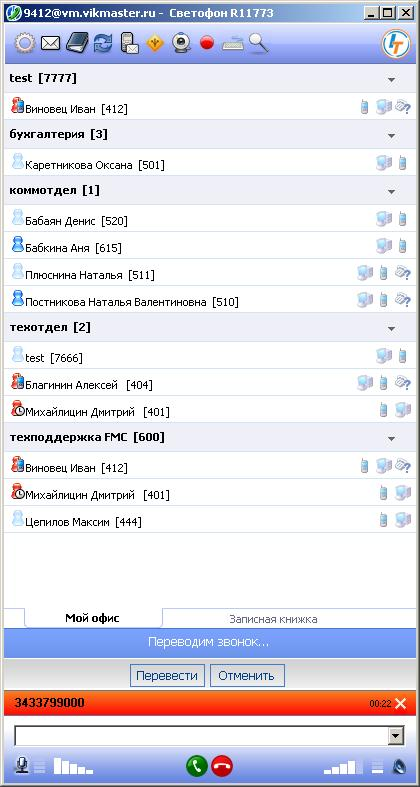 9412@vm.vikmaster.ru - Светофон R11773
test [7777]
Виновец Иван [412]
бухгалтерия [3]
Каретникова Оксана [501]
коммотдел [1]
Бабаян Денис [520]
Бабкина Аня [615]
Плюснина Наталья [511]
Постникова Наталья Валентиновна [510]
техотдел [2]
test [7666]
Благинин Алексей [404]
Михайлицин Дмитрий [401]
техподдержка FMC [600]
Виновец Иван [412]
Михайлицин Дмитрий [401]
Цепилов Максим [444]
Мой офис Записная книжка
Переводим звонок...
Перевести Отменить
3433799000 00:22